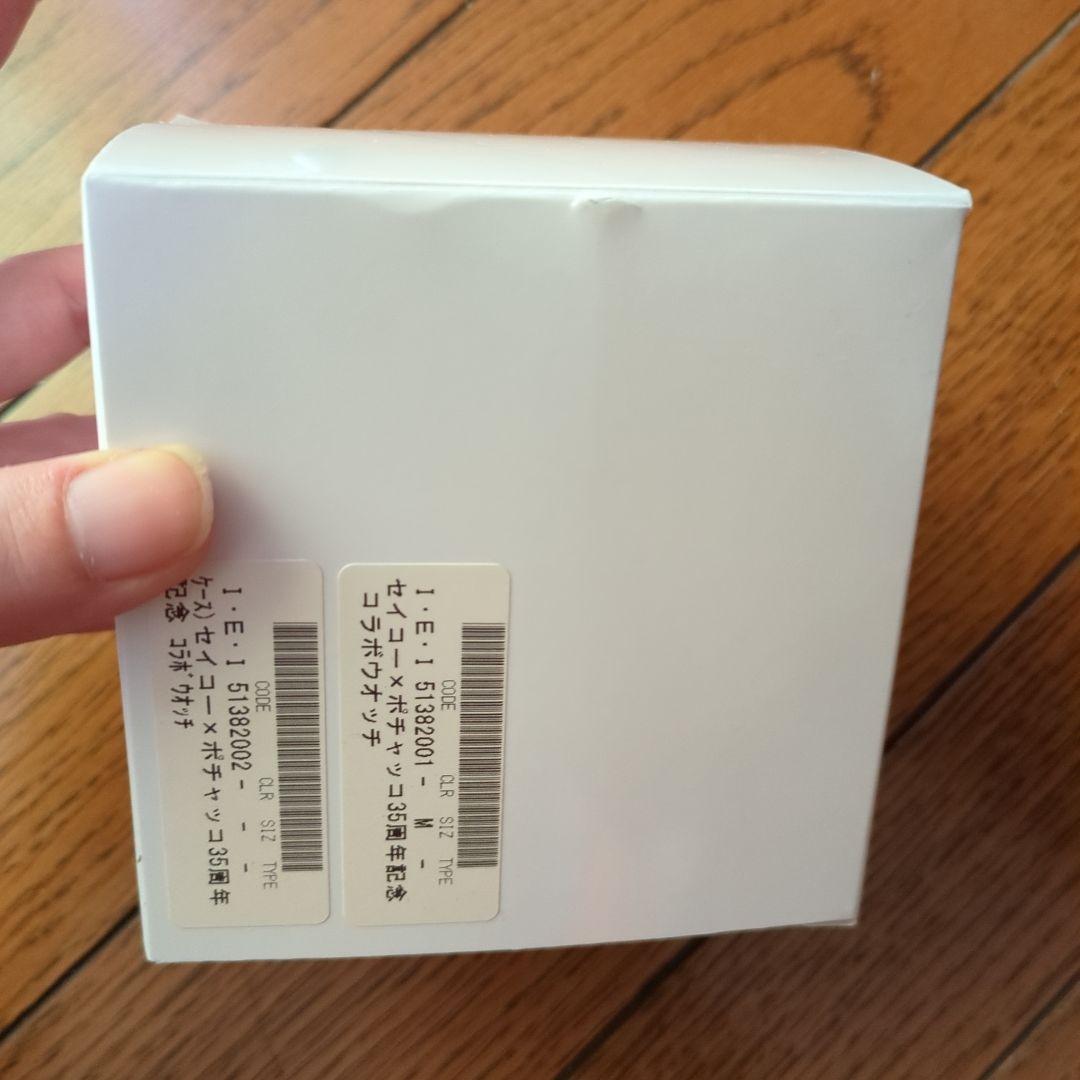 I・E・I 51382001- M -
CODE CLR SIZ TYPE
セイコー×ポチャッコ35周年記念
コラボウオッチ
I・E・I 51382002- - -
CODE CLR SIZ TYPE
ｹｰｽ)セイコー×ポチャッコ35周年
記念 ｺﾗﾎﾞｳｵｯﾁ